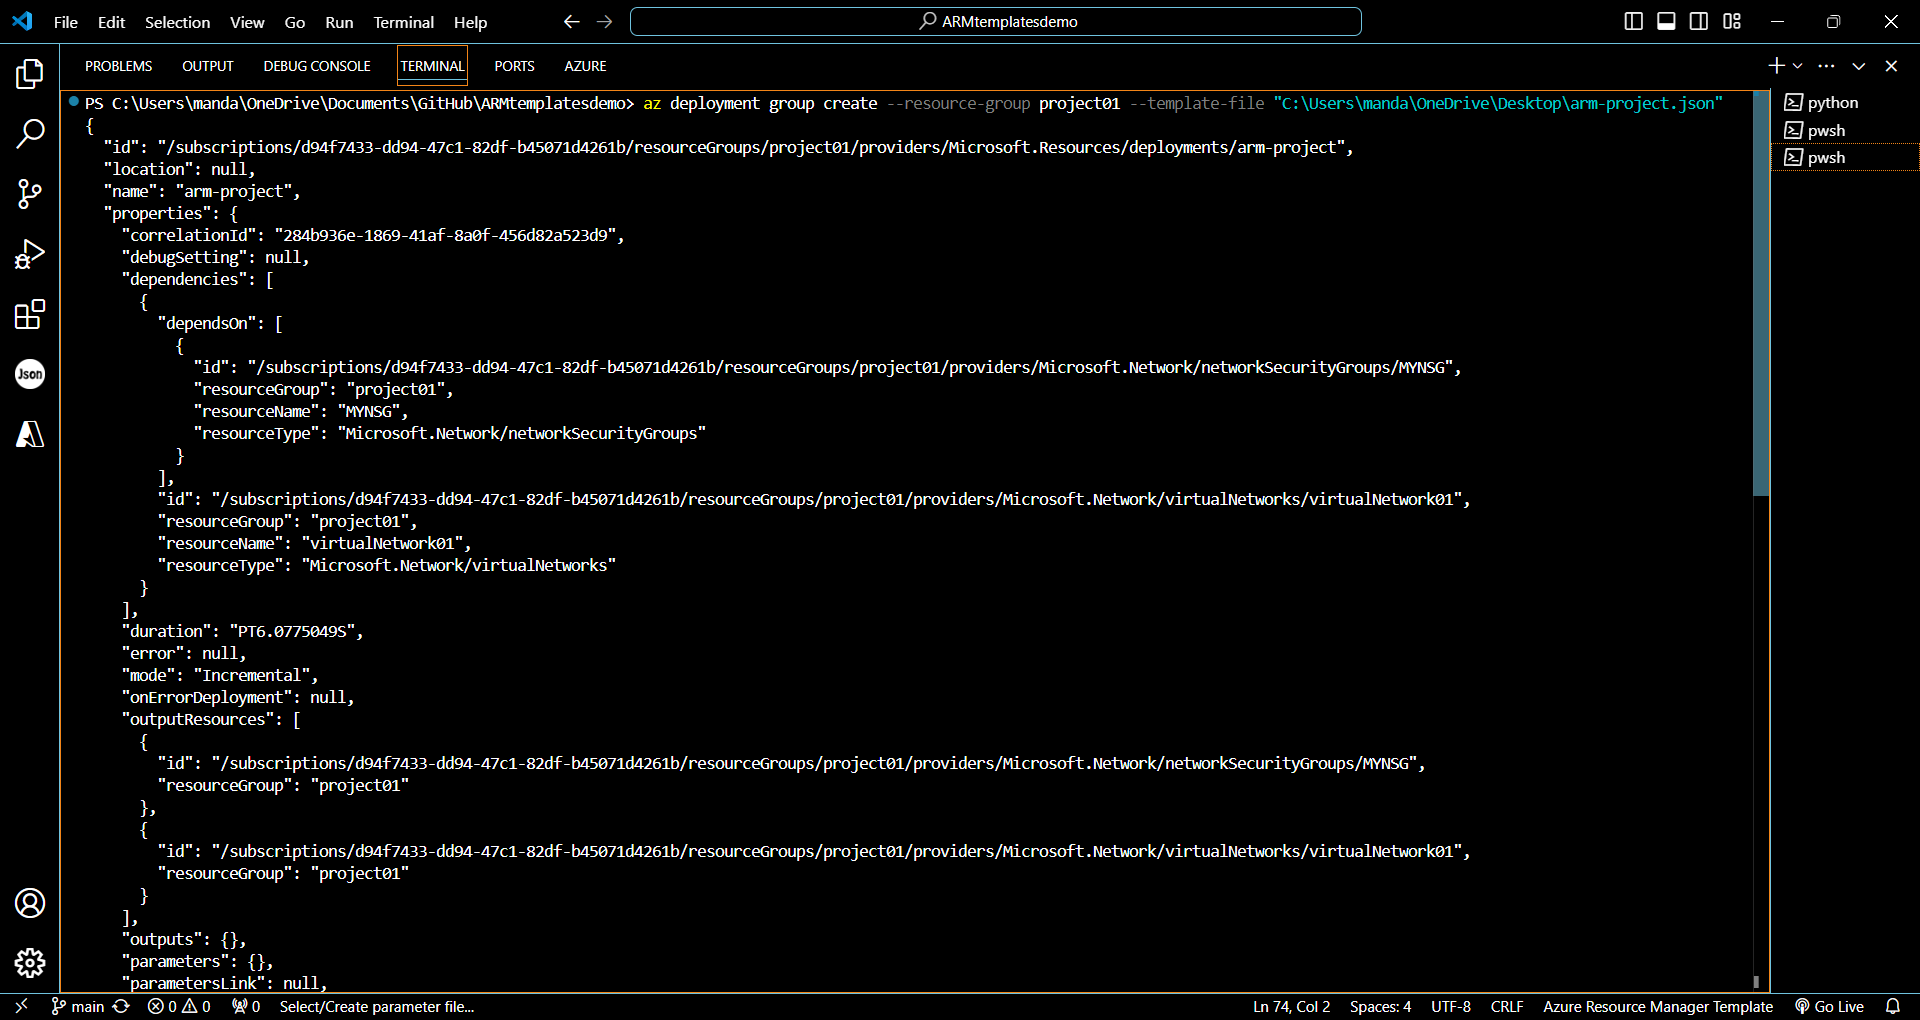 File Edit Selection View Go Run Terminal Help ARMtemplatesdemo
PROBLEMS OUTPUT DEBUG CONSOLE TERMINAL PORTS AZURE
PS C:\Users\manda\OneDrive\Documents\GitHub\ARMtemplatesdemo> az deployment group create --resource-group project01 --template-file "C:\Users\manda\OneDrive\Desktop\arm-project.json"
{
"id": "/subscriptions/d94f7433-dd94-47c1-82df-b45071d4261b/resourceGroups/project01/providers/Microsoft.Resources/deployments/arm-project",
"location": null,
"name": "arm-project",
"properties": {
"correlationId": "284b936e-1869-41af-8a0f-456d82a523d9",
"debugSetting": null,
"dependencies": [
{
"dependsOn": [
{
"id": "/subscriptions/d94f7433-dd94-47c1-82df-b45071d4261b/resourceGroups/project01/providers/Microsoft.Network/networkSecurityGroups/MYNSG",
"resourceGroup": "project01",
"resourceName": "MYNSG",
"resourceType": "Microsoft.Network/networkSecurityGroups"
}
],
"id": "/subscriptions/d94f7433-dd94-47c1-82df-b45071d4261b/resourceGroups/project01/providers/Microsoft.Network/virtualNetworks/virtualNetwork01",
"resourceGroup": "project01",
"resourceName": "virtualNetwork01",
"resourceType": "Microsoft.Network/virtualNetworks"
}
],
"duration": "PT6.0775049S",
"error": null,
"mode": "Incremental",
"onErrorDeployment": null,
"outputResources": [
{
"id": "/subscriptions/d94f7433-dd94-47c1-82df-b45071d4261b/resourceGroups/project01/providers/Microsoft.Network/networkSecurityGroups/MYNSG",
"resourceGroup": "project01"
},
{
"id": "/subscriptions/d94f7433-dd94-47c1-82df-b45071d4261b/resourceGroups/project01/providers/Microsoft.Network/virtualNetworks/virtualNetwork01",
"resourceGroup": "project01"
}
],
"outputs": {},
"parameters": {},
"parametersLink": null,
python
pwsh
pwsh
Json
main 0 0 0 Select/Create parameter file... Ln 74, Col 2 Spaces: 4 UTF-8 CRLF Azure Resource Manager Template Go Live